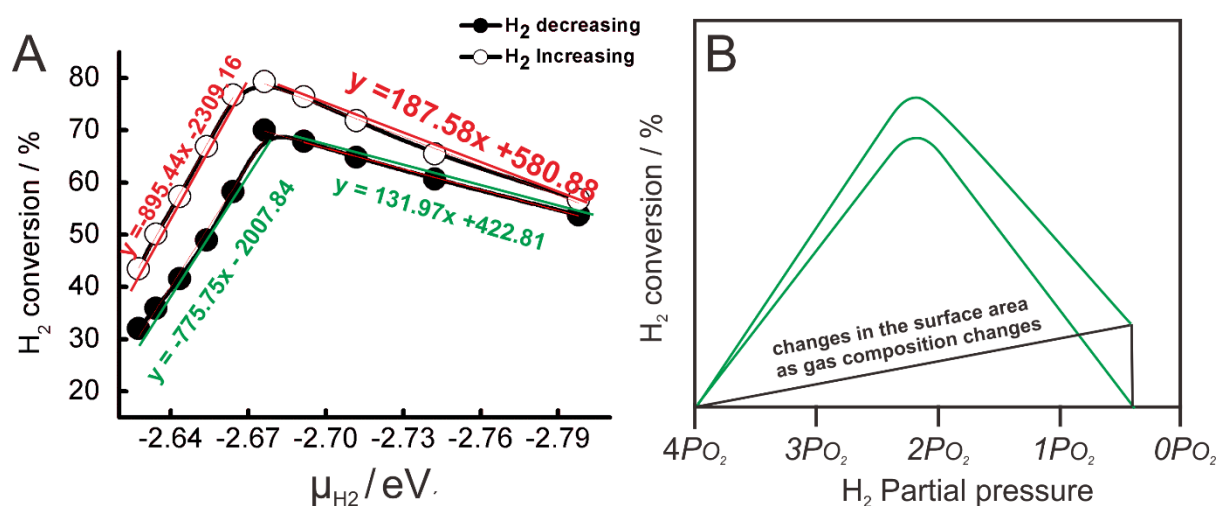 A
H2 decreasing
H2 Increasing
80
70
60
50
40
30
20
H2 conversion / %
y =-895.44x -2309.16
y =187.58x +580.88
y = 131.97x +422.81
y = -775.75x - 2007.84
-2.64 -2.67 -2.70 -2.73 -2.76 -2.79
μH2 / eV.
B
H2 conversion / %
changes in the surface area
as gas composition changes
4PO2 3PO2 2PO2 1PO2 0PO2
H2 Partial pressure